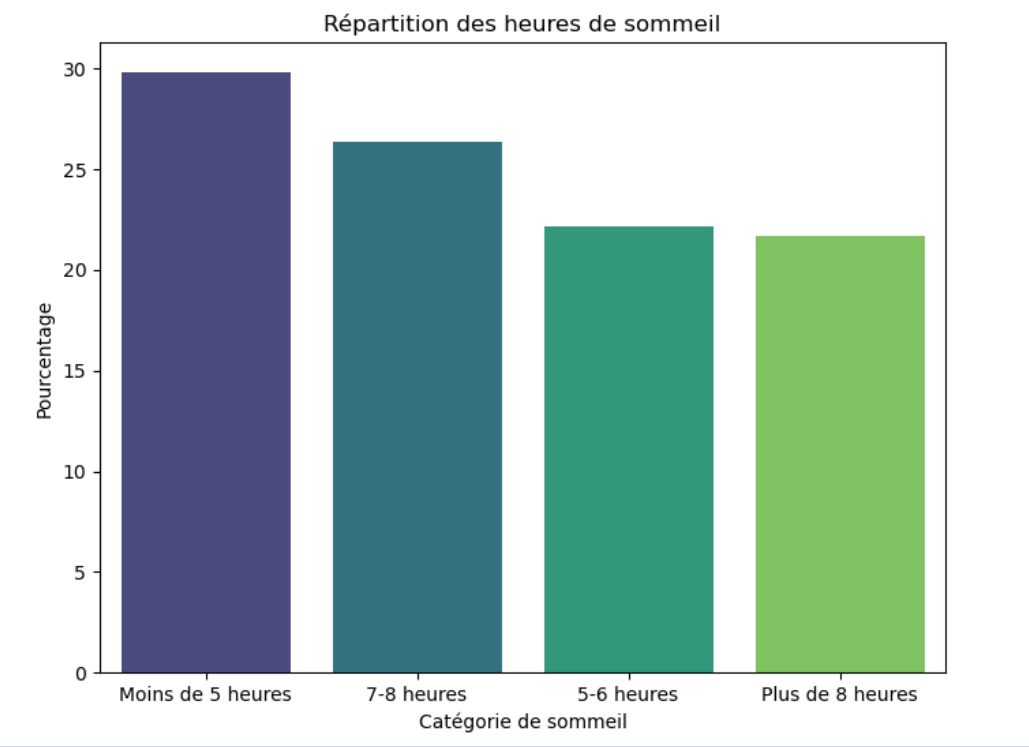 Répartition des heures de sommeil
30
25
20
15
10
5
0
Pourcentage
Moins de 5 heures 7-8 heures 5-6 heures Plus de 8 heures
Catégorie de sommeil